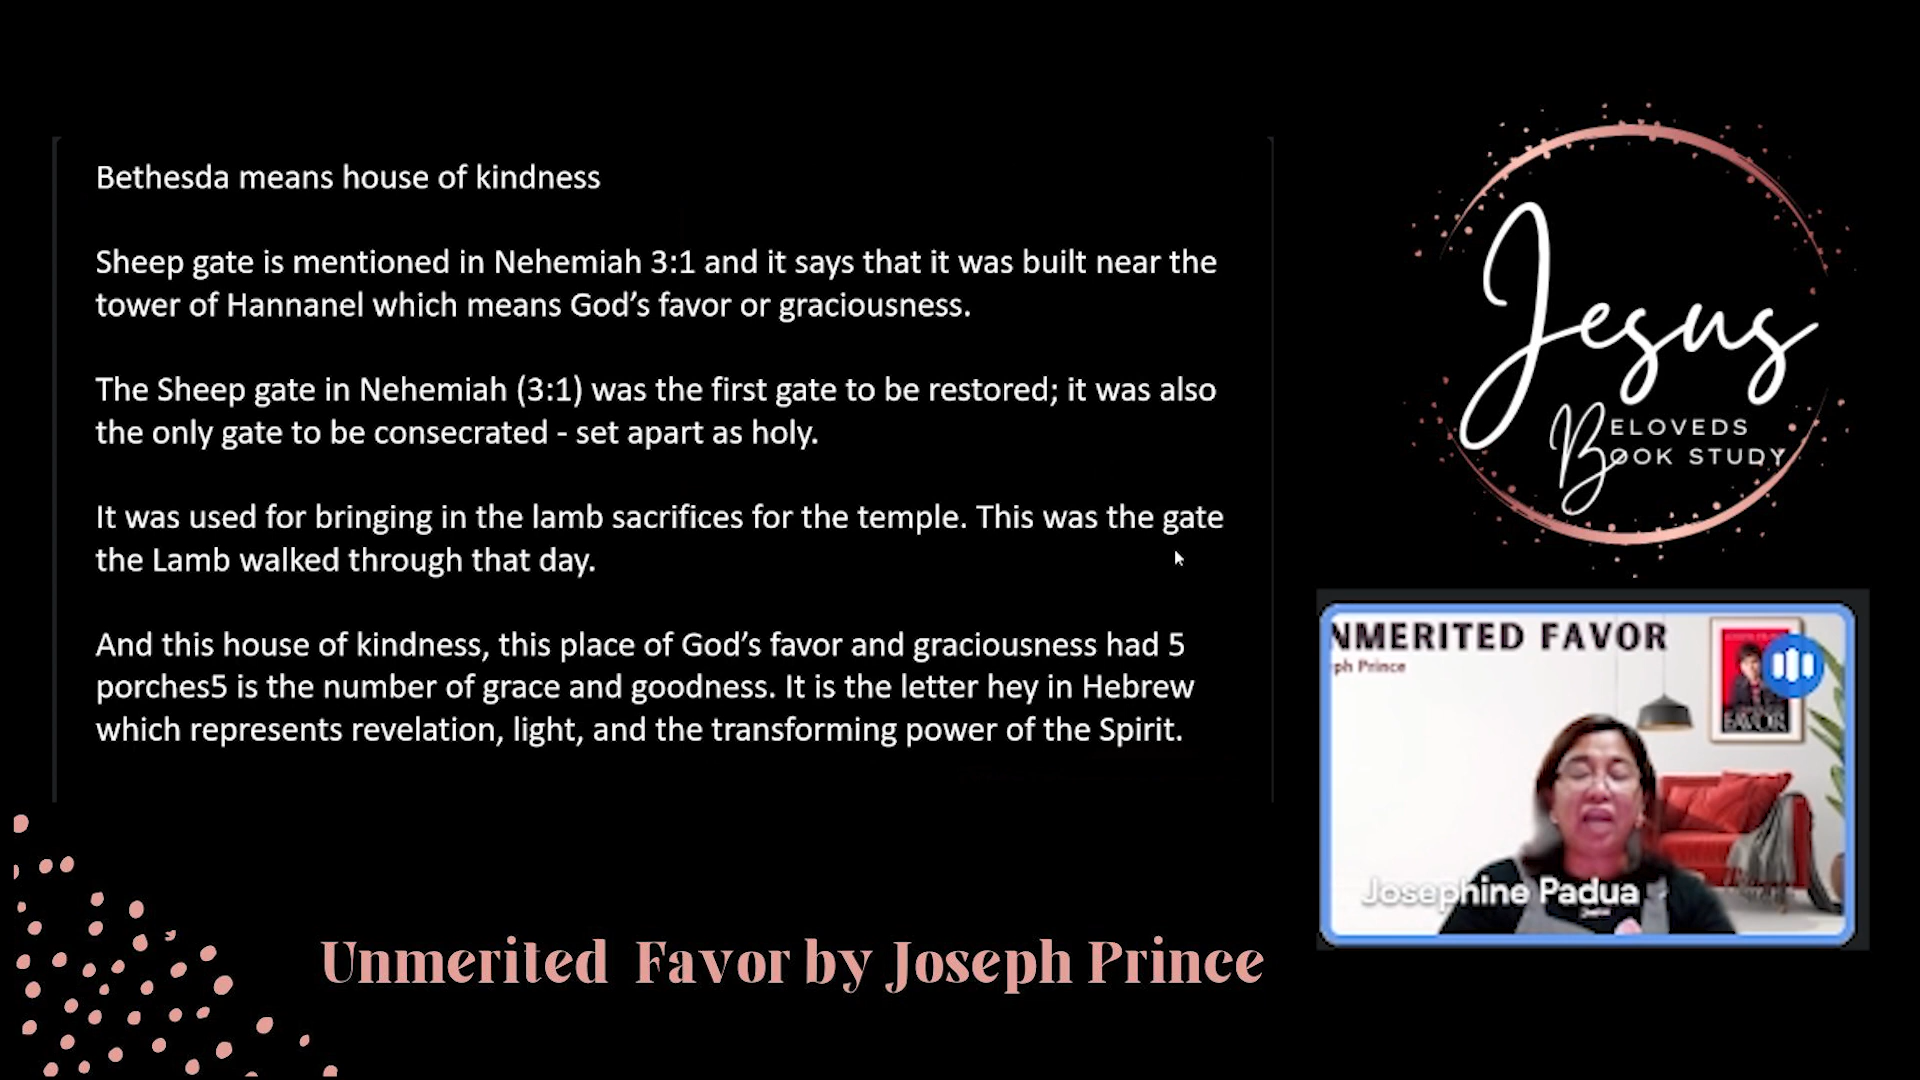 Bethesda means house of kindness
Sheep gate is mentioned in Nehemiah 3:1 and it says that it was built near the
tower of Hannanel which means God's favor or graciousness.
The Sheep gate in Nehemiah (3:1) was the first gate to be restored; it was also
the only gate to be consecrated - set apart as holy.
It was used for bringing in the lamb sacrifices for the temple. This was the gate
the Lamb walked through that day.
And this house of kindness, this place of God's favor and graciousness had 5
porches5 is the number of grace and goodness. It is the letter hey in Hebrew
which represents revelation, light, and the transforming power of the Spirit.
Jesus
BELOVEDS
BOOK STUDY
NMERITED FAVOR
ph Prince
FAVOR
Josephine Padua
Unmerited Favor by Joseph Prince